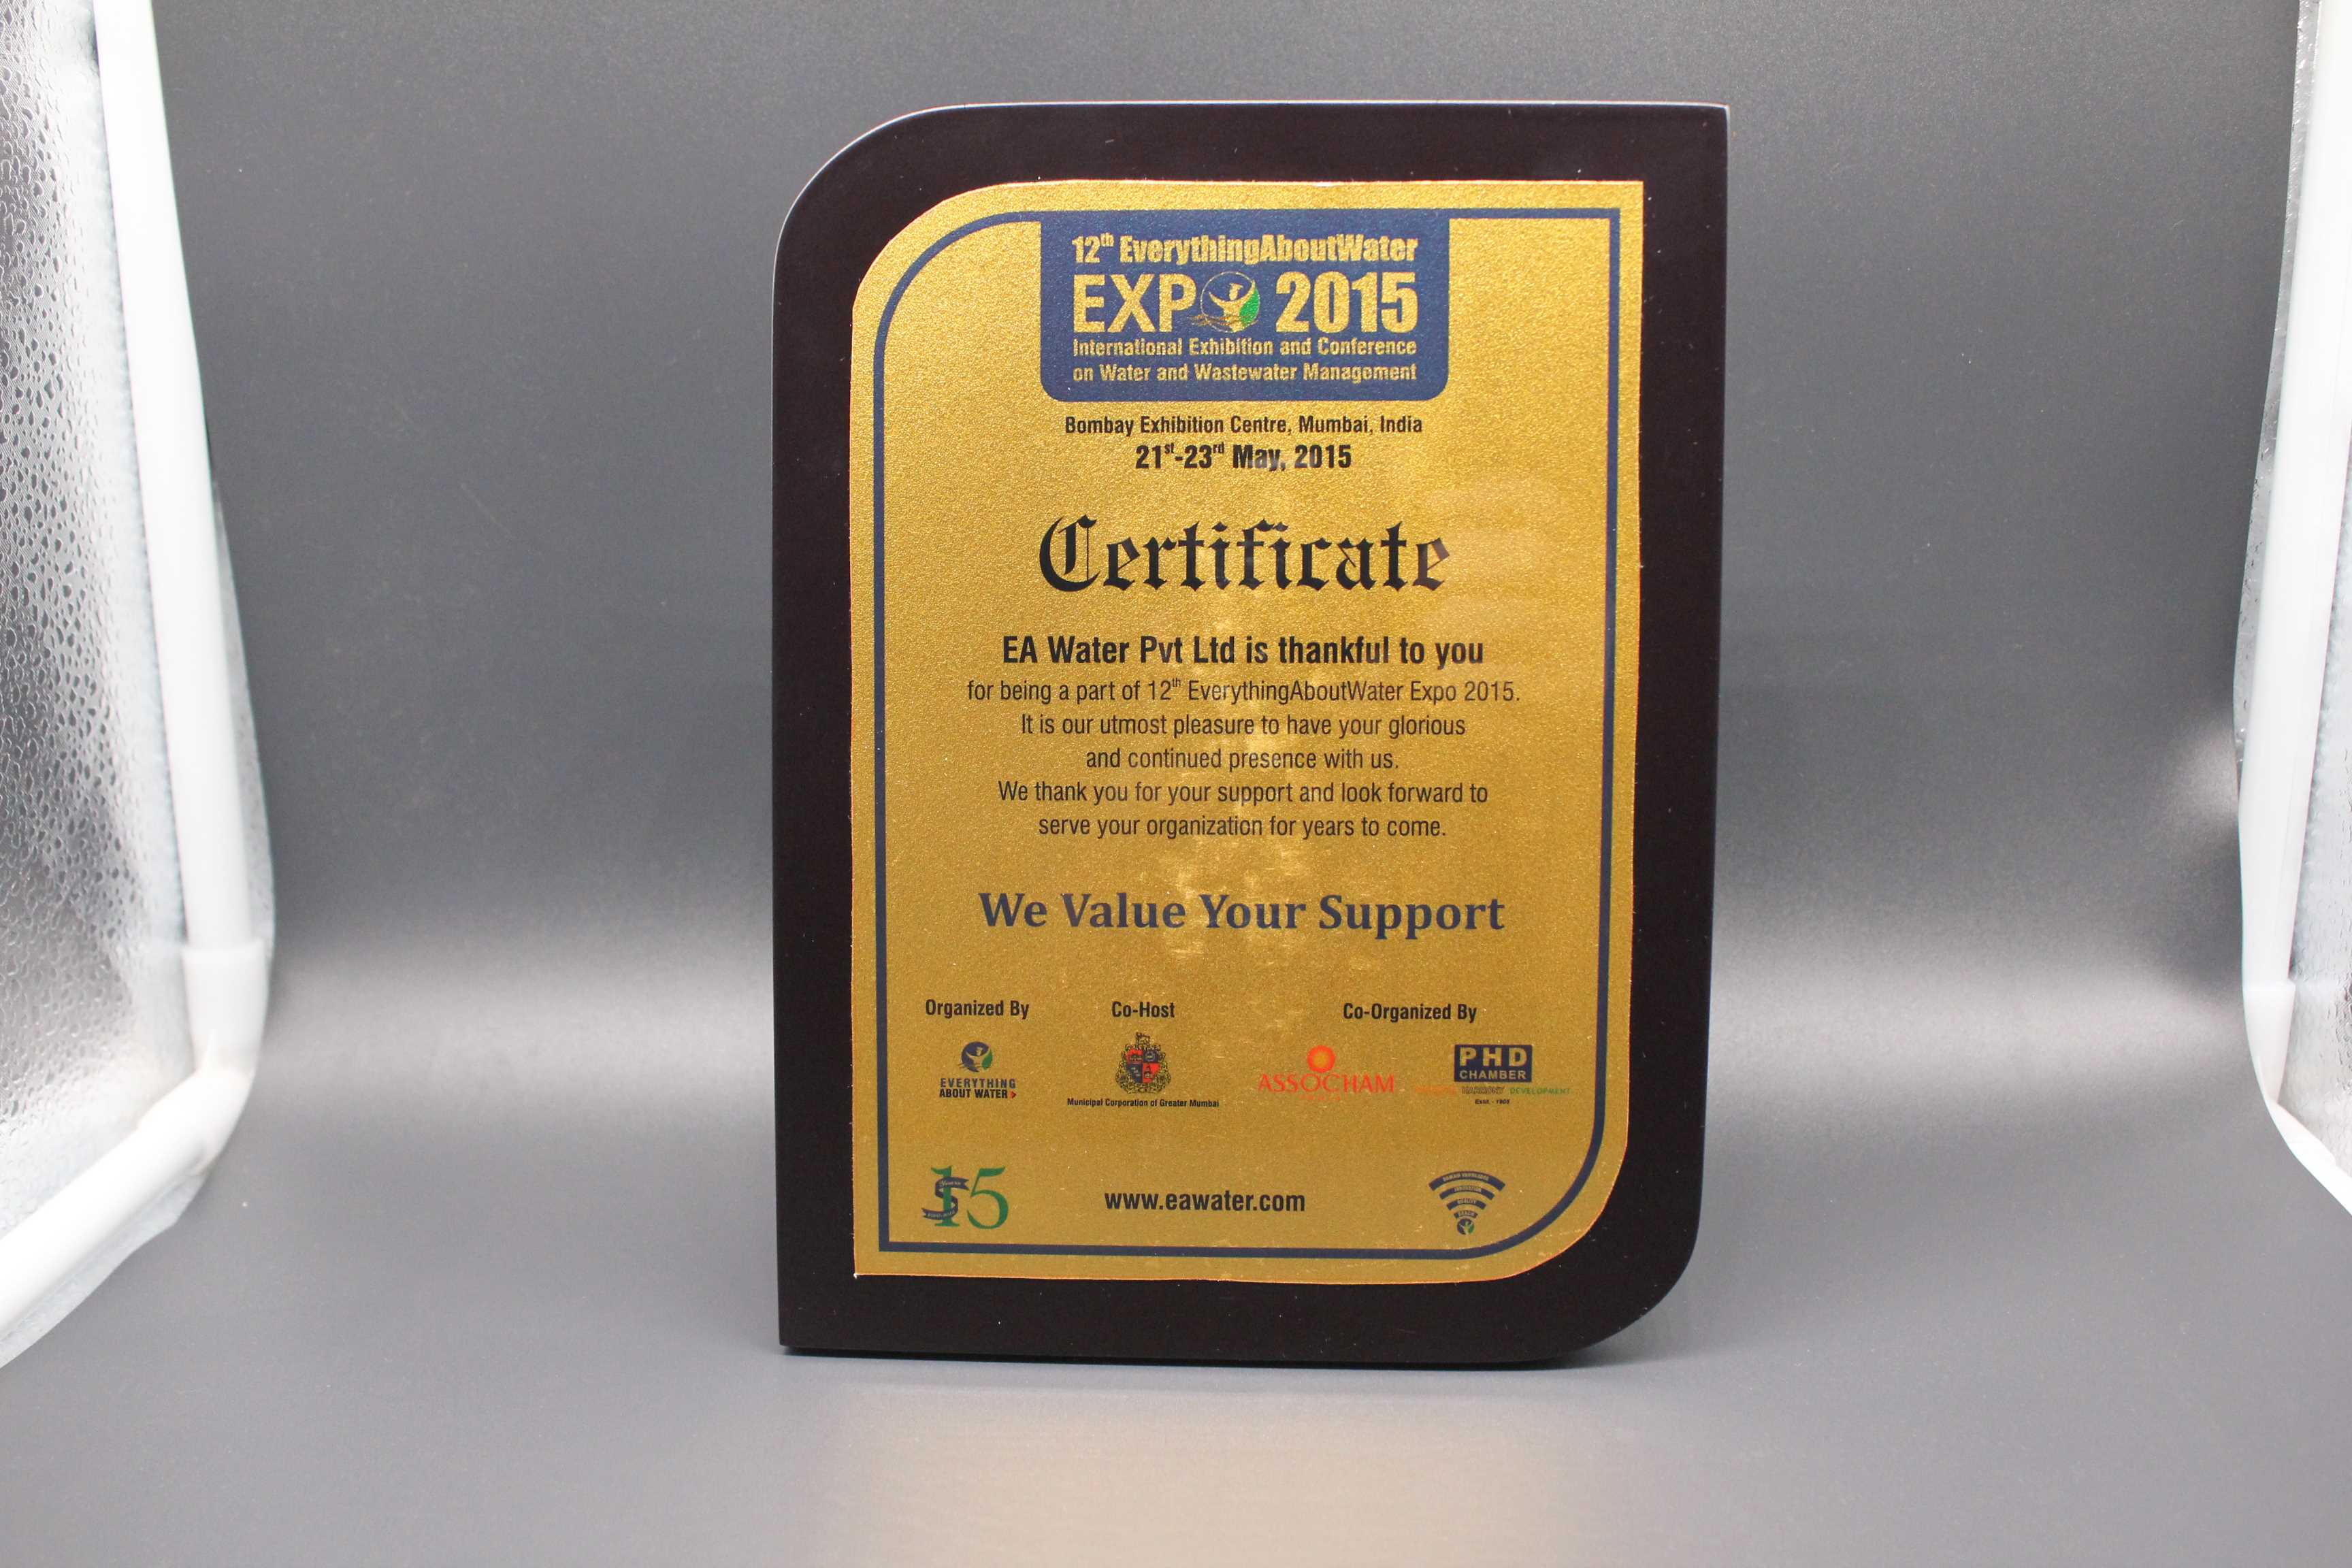 12th EverythingAboutWater
EXPO 2015
International Exhibition and Conference
on Water and Wastewater Management
Bombay Exhibition Centre, Mumbai, India
21st-23rd May, 2015
Certificate
EA Water Pvt Ltd is thankful to you
for being a part of 12th EverythingAboutWater Expo 2015.
It is our utmost pleasure to have your glorious
and continued presence with us.
We thank you for your support and look forward to
serve your organization for years to come.
We Value Your Support
Organized By
Co-Host
Co-Organized By
EVERYTHING
ABOUT WATER
Municipal Corporation of Greater Mumbai
ASSOCHAM
PHD
CHAMBER
HARMONY DEVELOPMENT
15
www.eawater.com